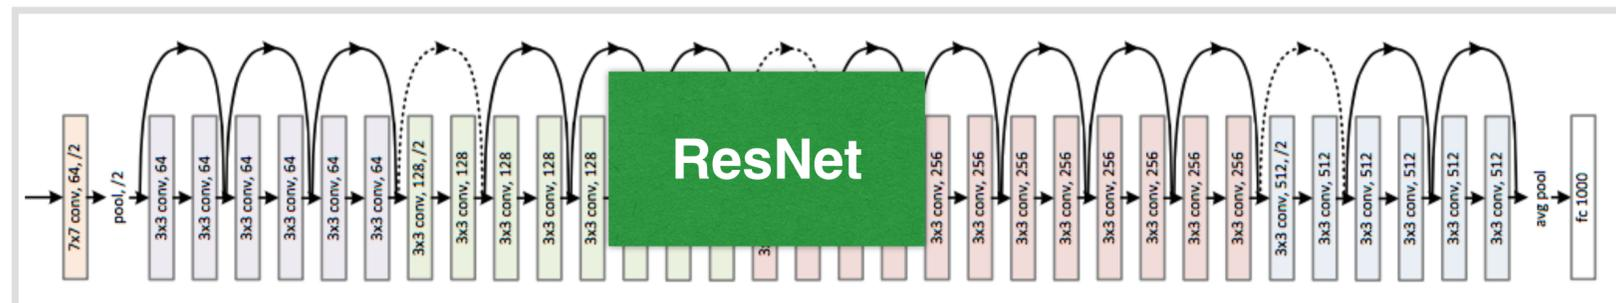 7x7 conv, 64, /2
pool, /2
3x3 conv, 64
3x3 conv, 64
3x3 conv, 64
3x3 conv, 64
3x3 conv, 64
3x3 conv, 64
3x3 conv, 128, /2
3x3 conv, 128
3x3 conv, 128
3x3 conv, 128
3x3 conv, 128
ResNet
3x3 conv, 256
3x3 conv, 256
3x3 conv, 256
3x3 conv, 256
3x3 conv, 256
3x3 conv, 256
3x3 conv, 256
3x3 conv, 256
3x3 conv, 512, /2
3x3 conv, 512
3x3 conv, 512
3x3 conv, 512
3x3 conv, 512
3x3 conv, 512
avg pool
fc 1000